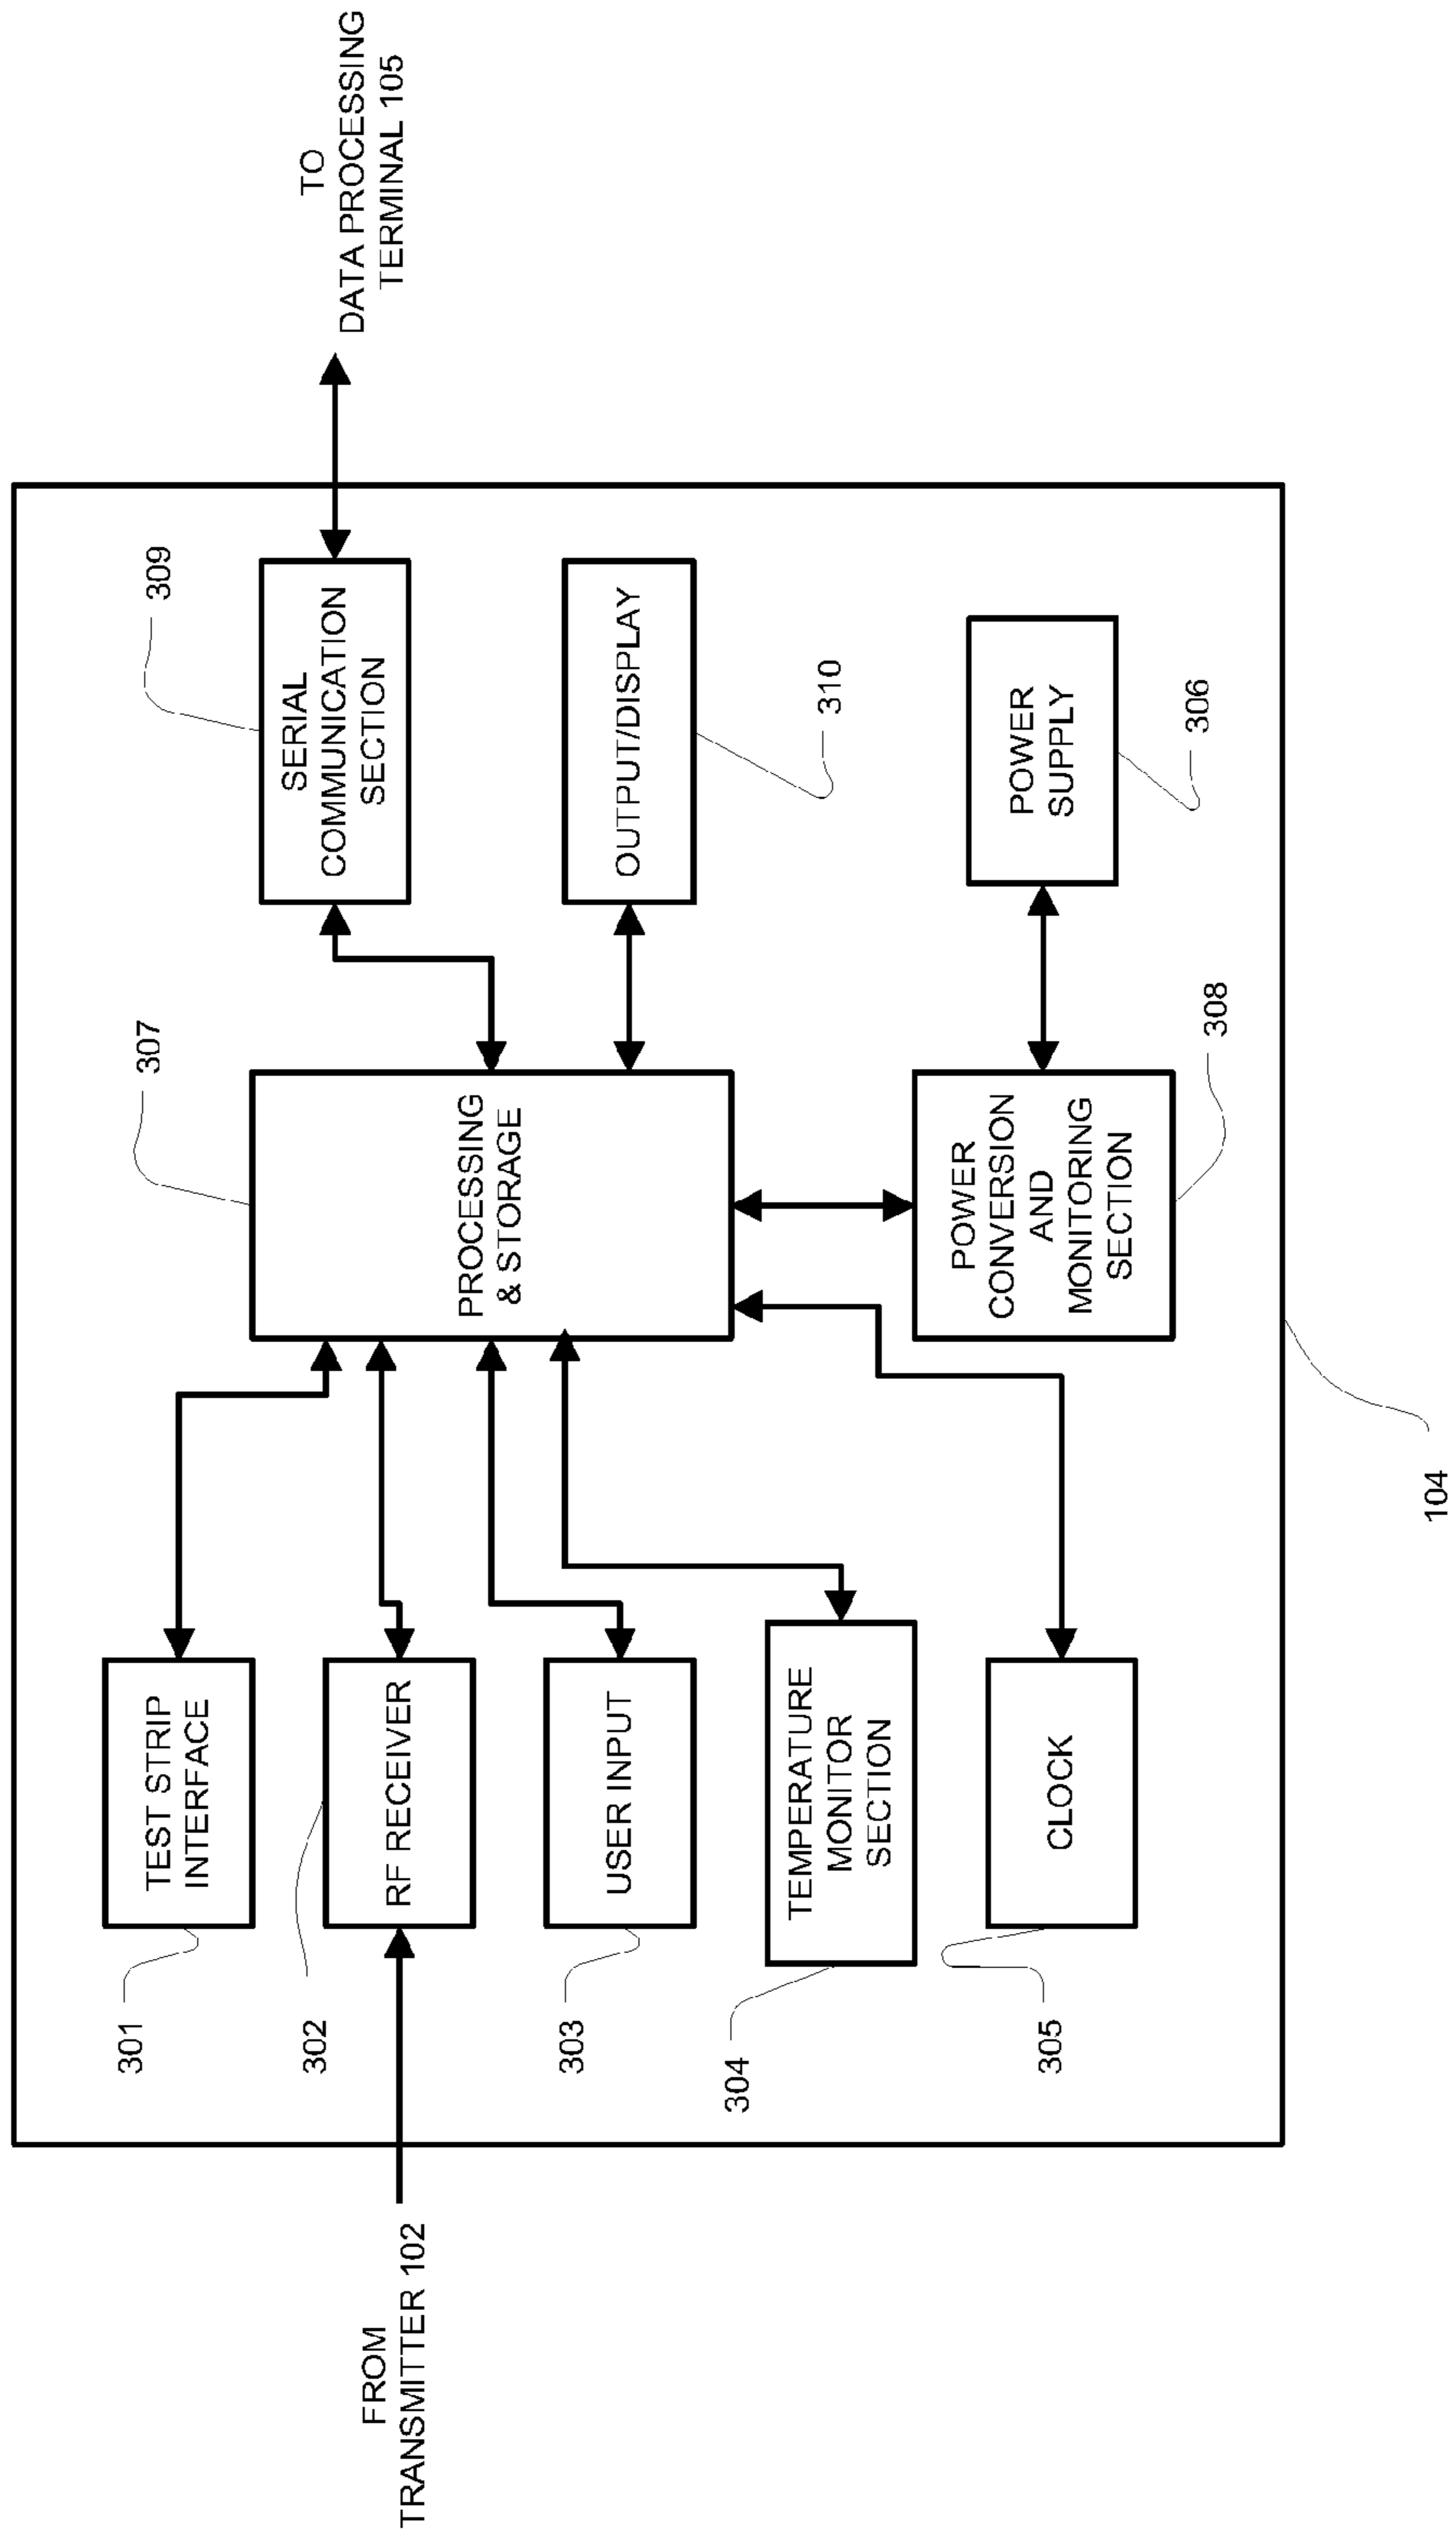 301
TEST STRIP
INTERFACE
302
RF RECEIVER
FROM
TRANSMITTER 102
303
USER INPUT
304
TEMPERATURE
MONITOR
SECTION
305
CLOCK
307
PROCESSING
& STORAGE
POWER
CONVERSION
AND
MONITORING
SECTION
308
309
SERIAL
COMMUNICATION
SECTION
TO
DATA PROCESSING
TERMINAL 105
OUTPUT/DISPLAY
310
POWER
SUPPLY
306
104